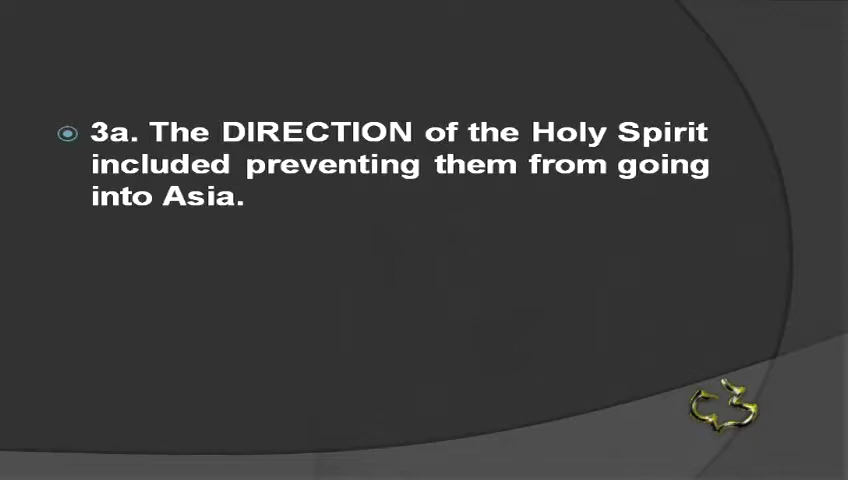 3a. The DIRECTION of the Holy Spirit
included preventing them from going
into Asia.